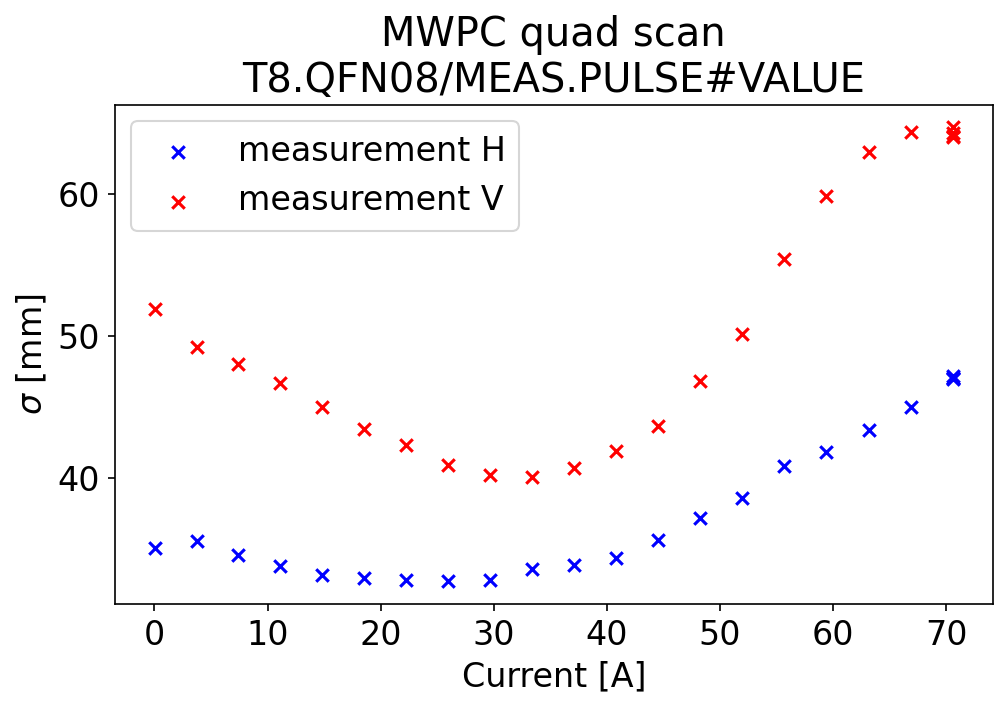 MWPC quad scan
T8.QFN08/MEAS.PULSE#VALUE
measurement H
measurement V
60
50
40
σ [mm]
0 10 20 30 40 50 60 70
Current [A]